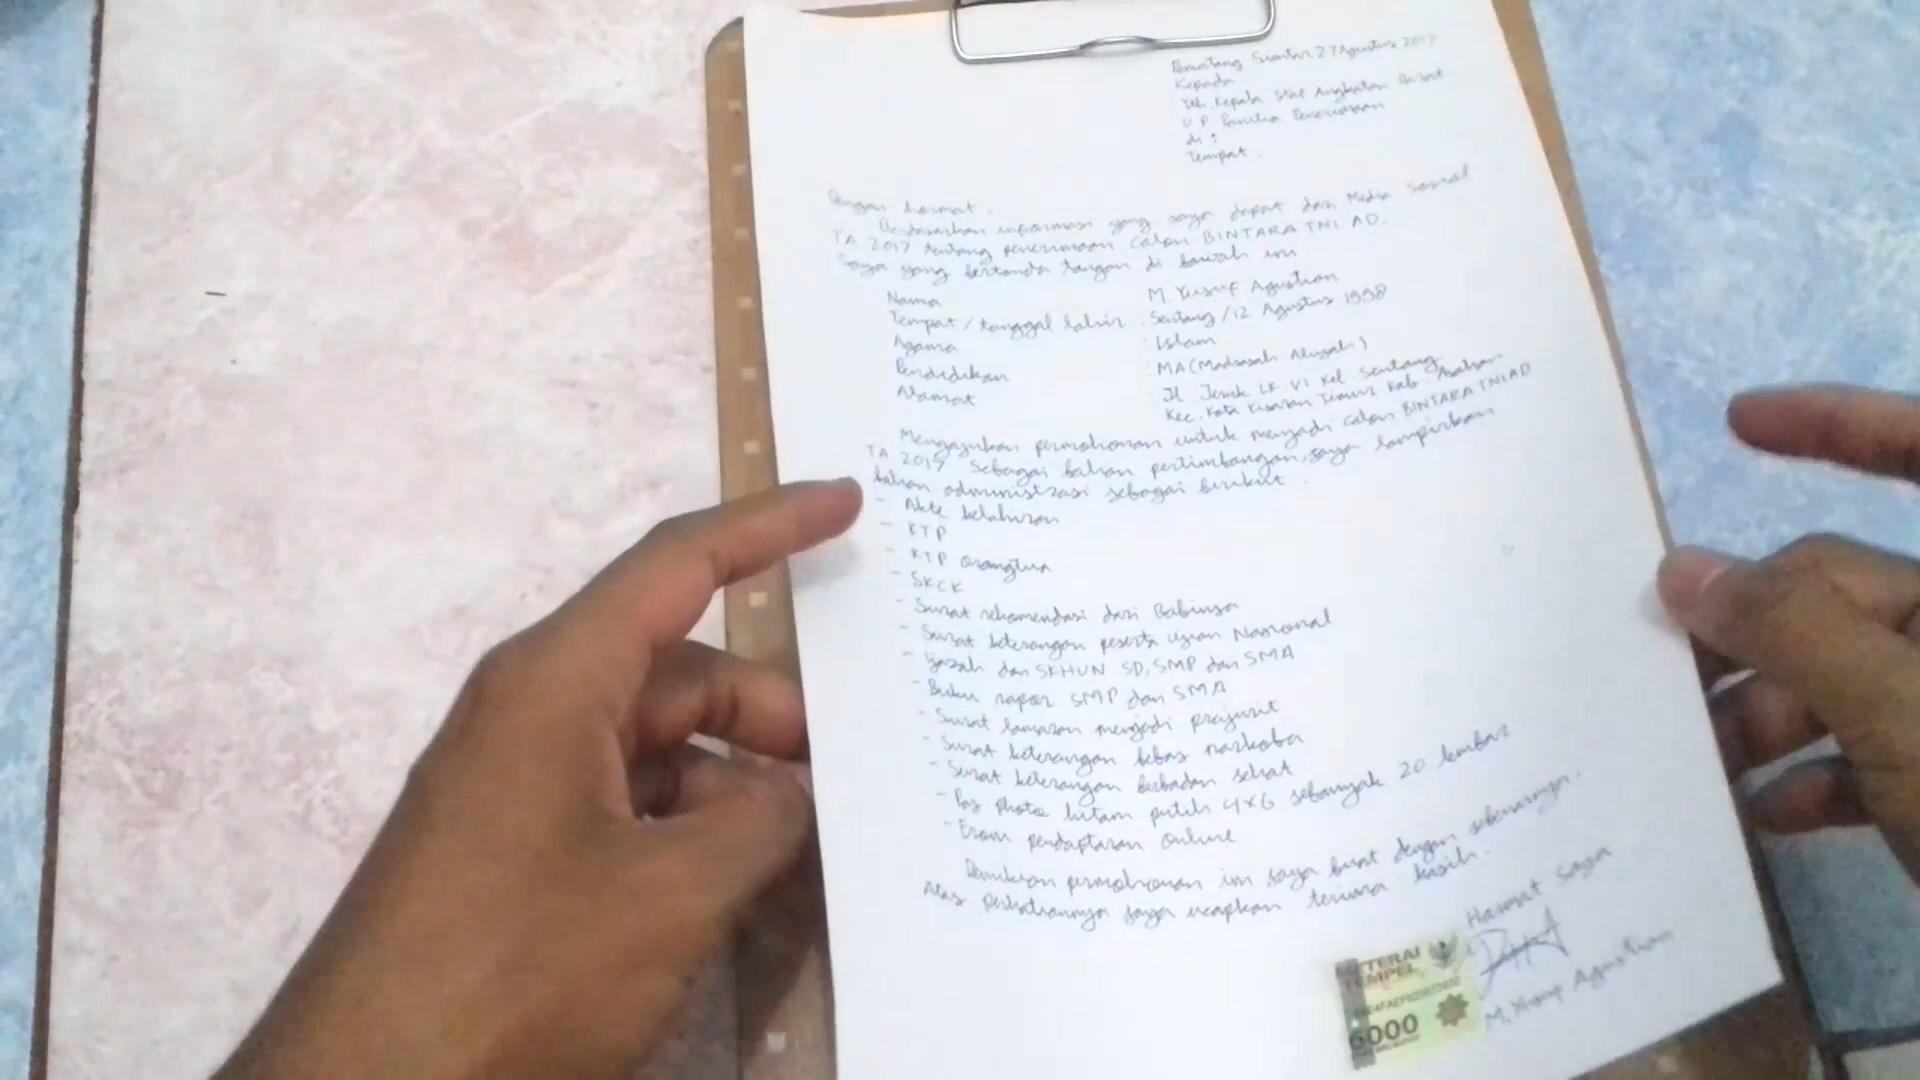 Pematang Siantar 27 Agustus 2017
Kepada
Yth. Kepala Staf Angkatan Darat
U.P Panitia Penerimaan
di :
Tempat.
Dengan hormat.
Berdasarkan informasi yang saya dapat dari Media Sosial
TA 2017 tentang penerimaan calon BINTARA TNI AD.
Saya yang bertanda tangan di bawah ini
Nama M. Yusuf Agustian
Tempat / tanggal lahir : Sentang / 12 Agustus 1998
Agama : Islam
Pendidikan : MA (Madrasah Aliyah)
Alamat : Jl Jeruk LK VI Kel. Sentang
Kec. Kota Kisaran Timur Kab. Asahan
Mengajukan permohonan untuk menjadi calon BINTARA TNI AD
TA 2017 Sebagai bahan pertimbangan, saya lampirkan
bahan administrasi sebagai berikut.
- Akte kelahiran
- KTP
- KTP orangtua
- SKCK
- Surat rekomendasi dari Babinsa
- Surat keterangan peserta ujian Nasional
- Ijazah dan SKHUN SD, SMP dan SMA
- Buku rapor SMP dan SMA
- Surat lamaran menjadi prajurit
- Surat keterangan bebas narkoba
- Surat keterangan berbadan sehat
- Pas photo hitam putih 4x6 sebanyak 20 lembar
- From pendaptaran Online
Demikian permohonan ini saya buat dengan sebenarnya.
Atas perhatiannya saya ucapkan terima kasih.
Hormat saya
METERAI
TEMPEL
6000
M. Yusup Agustian